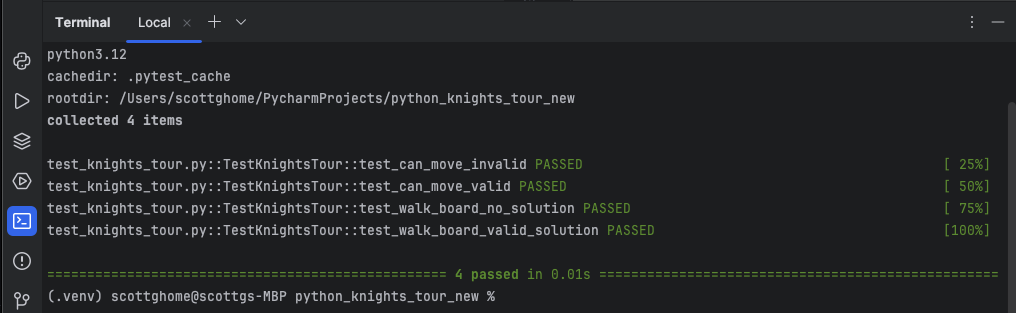 Terminal Local × + 
python3.12
cachedir: .pytest_cache
rootdir: /Users/scottghome/PycharmProjects/python_knights_tour_new
collected 4 items
test_knights_tour.py::TestKnightsTour::test_can_move_invalid PASSED [ 25%]
test_knights_tour.py::TestKnightsTour::test_can_move_valid PASSED [ 50%]
test_knights_tour.py::TestKnightsTour::test_walk_board_no_solution PASSED [ 75%]
test_knights_tour.py::TestKnightsTour::test_walk_board_valid_solution PASSED [100%]
================================================== 4 passed in 0.01s ==================================================
(.venv) scottghome@scottgs-MBP python_knights_tour_new %